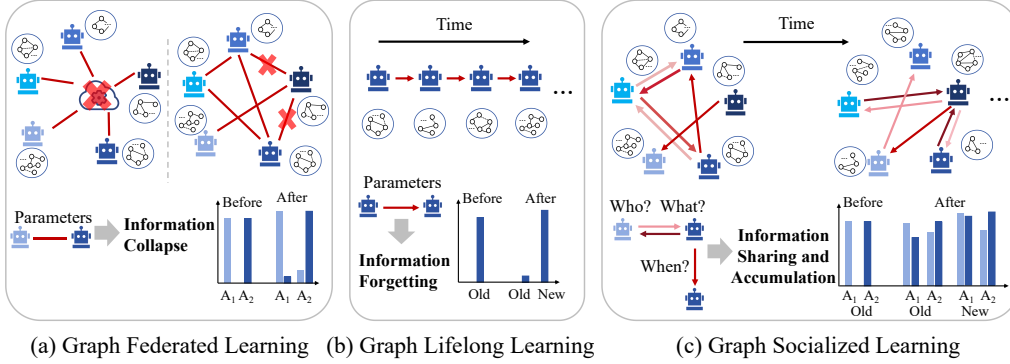 Parameters
Information
Collapse
Before
After
A1 A2
A1
A2
(a) Graph Federated Learning
Time
...
Parameters
Information
Forgetting
Before
After
Old
Old New
(b) Graph Lifelong Learning
Time
...
Who? What?
When?
Information
Sharing and
Accumulation
Before
After
A1 A2
Old
A1 A2
Old
A1 A2
New
(c) Graph Socialized Learning